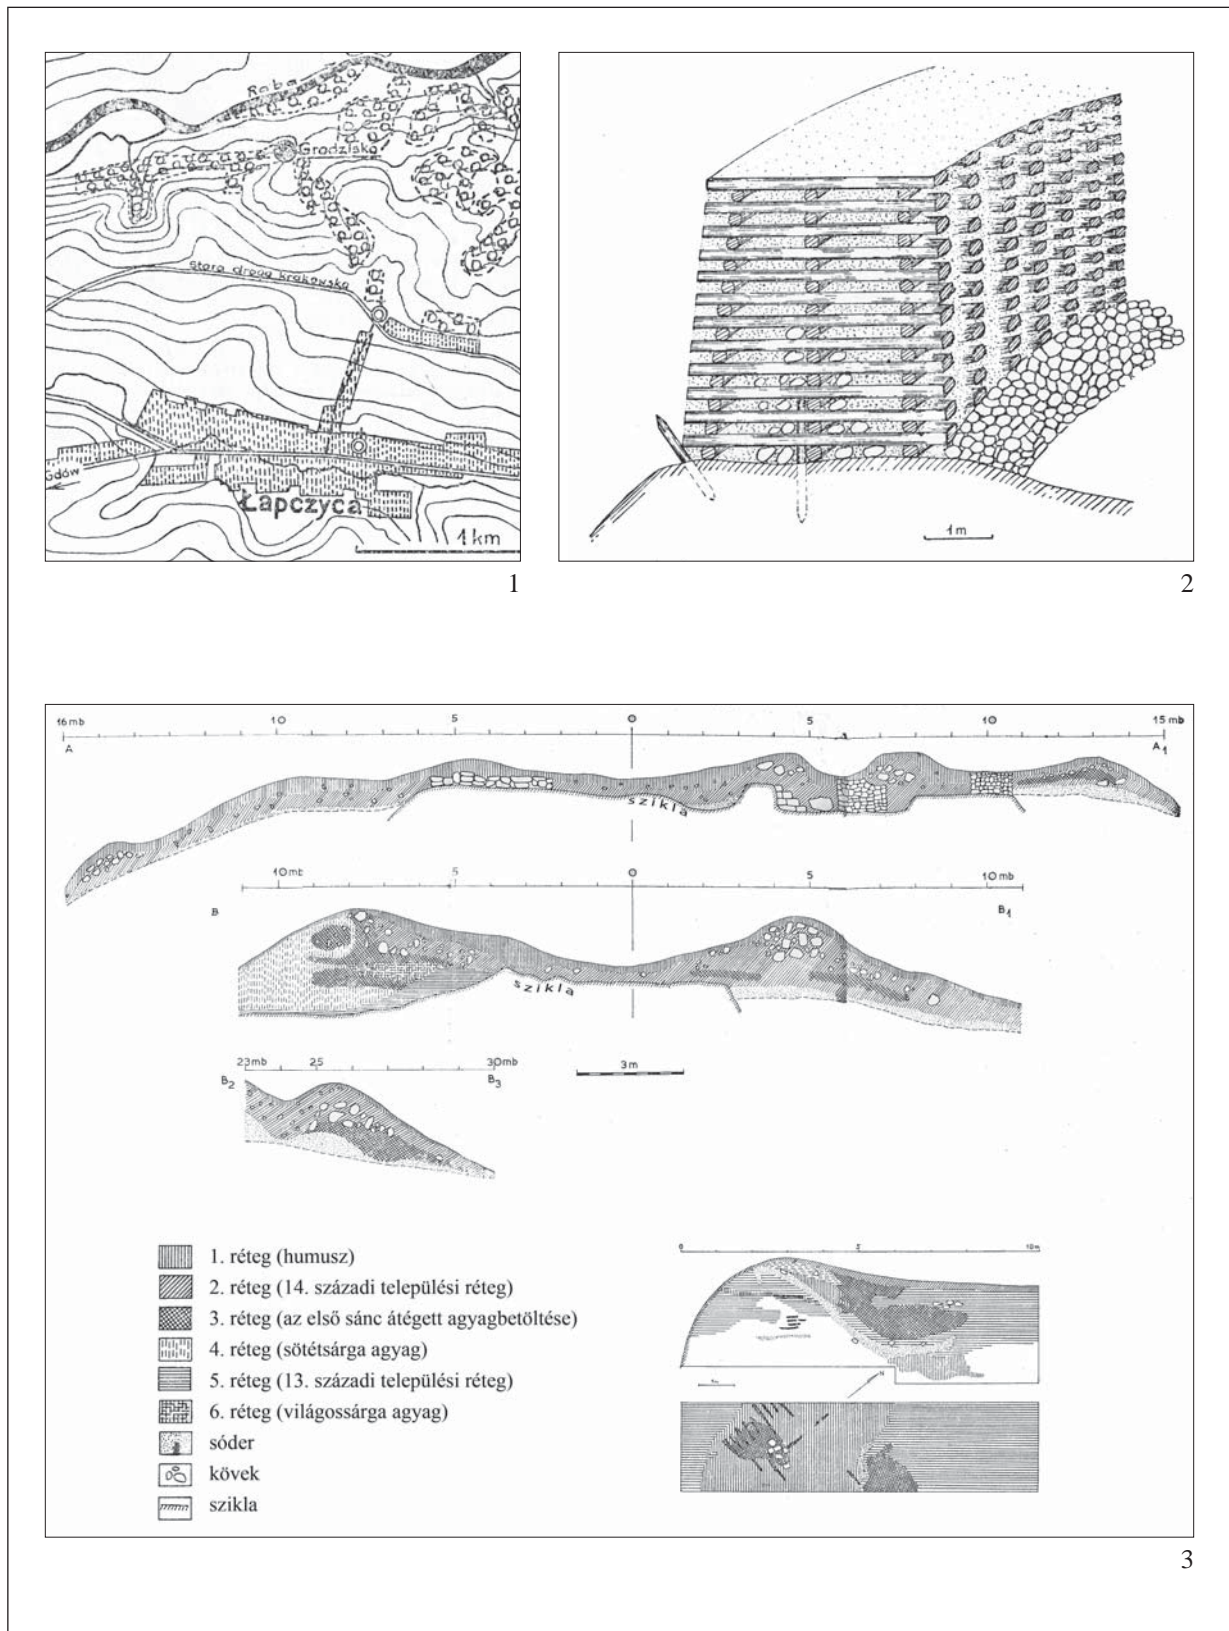 Raba
Grodzisko
stara droga krakowska
Gdów
Łapczyca
1 km
1
1 m
2
16 mb 10 5 0 5 10 15 mb
A A1
szikla
10 mb 5 0 5 10 mb
B B1
szikla
23 mb 25 30 mb
B2 B3
3 m
1. réteg (humusz)
2. réteg (14. századi települési réteg)
3. réteg (az első sánc átégett agyagbetöltése)
4. réteg (sötétsárga agyag)
5. réteg (13. századi települési réteg)
6. réteg (világossárga agyag)
sóder
kövek
szikla
0 5 10 m
N
3